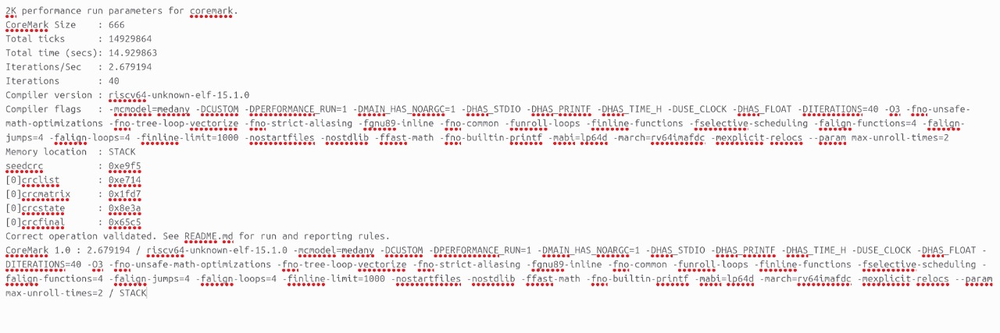 2K performance run parameters for coremark.
CoreMark Size    : 666
Total ticks      : 14929864
Total time (secs): 14.929863
Iterations/Sec   : 2.679194
Iterations       : 40
Compiler version : riscv64-unknown-elf-15.1.0
Compiler flags   : -mcmodel=medany -DCUSTOM -DPERFORMANCE_RUN=1 -DMAIN_HAS_NOARGC=1 -DHAS_STDIO -DHAS_PRINTF -DHAS_TIME_H -DUSE_CLOCK -DHAS_FLOAT -DITERATIONS=40 -O3 -fno-unsafe-
math-optimizations -fno-tree-loop-vectorize -fno-strict-aliasing -fgnu89-inline -fno-common -funroll-loops -finline-functions -fselective-scheduling -falign-functions=4 -falign-
jumps=4 -falign-loops=4 -finline-limit=1000 -nostartfiles -nostdlib -ffast-math -fno-builtin-printf -mabi=lp64d -march=rv64imafdc -mexplicit-relocs --param max-unroll-times=2
Memory location  : STACK
seedcrc          : 0xe9f5
[0]crclist       : 0xe714
[0]crcmatrix     : 0x1fd7
[0]crcstate      : 0x8e3a
[0]crcfinal      : 0x65c5
Correct operation validated. See README.md for run and reporting rules.
CoreMark 1.0 : 2.679194 / riscv64-unknown-elf-15.1.0 -mcmodel=medany -DCUSTOM -DPERFORMANCE_RUN=1 -DMAIN_HAS_NOARGC=1 -DHAS_STDIO -DHAS_PRINTF -DHAS_TIME_H -DUSE_CLOCK -DHAS_FLOAT -
DITERATIONS=40 -O3 -fno-unsafe-math-optimizations -fno-tree-loop-vectorize -fno-strict-aliasing -fgnu89-inline -fno-common -funroll-loops -finline-functions -fselective-scheduling -
falign-functions=4 -falign-jumps=4 -falign-loops=4 -finline-limit=1000 -nostartfiles -nostdlib -ffast-math -fno-builtin-printf -mabi=lp64d -march=rv64imafdc -mexplicit-relocs --param
max-unroll-times=2 / STACK